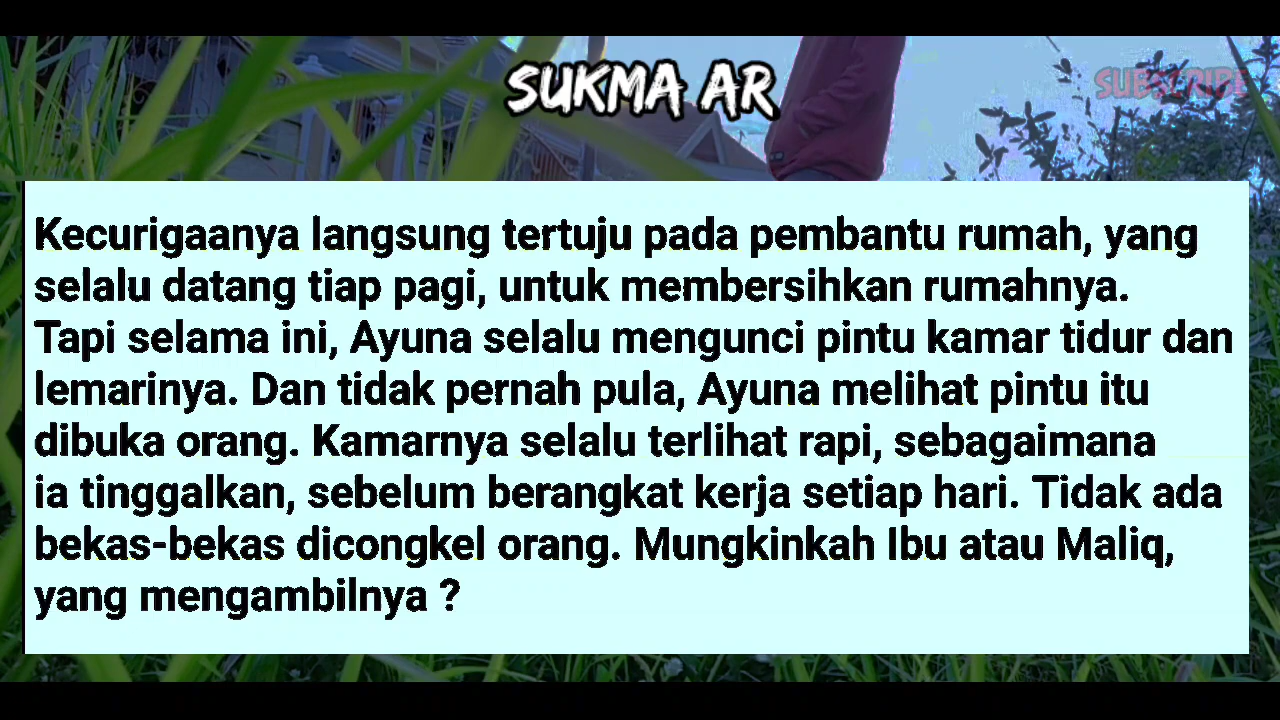 SUKMA AR
SUBSCRIBE
Kecurigaanya langsung tertuju pada pembantu rumah, yang
selalu datang tiap pagi, untuk membersihkan rumahnya.
Tapi selama ini, Ayuna selalu mengunci pintu kamar tidur dan
lemarinya. Dan tidak pernah pula, Ayuna melihat pintu itu
dibuka orang. Kamarnya selalu terlihat rapi, sebagaimana
ia tinggalkan, sebelum berangkat kerja setiap hari. Tidak ada
bekas-bekas dicongkel orang. Mungkinkah Ibu atau Maliq,
yang mengambilnya ?